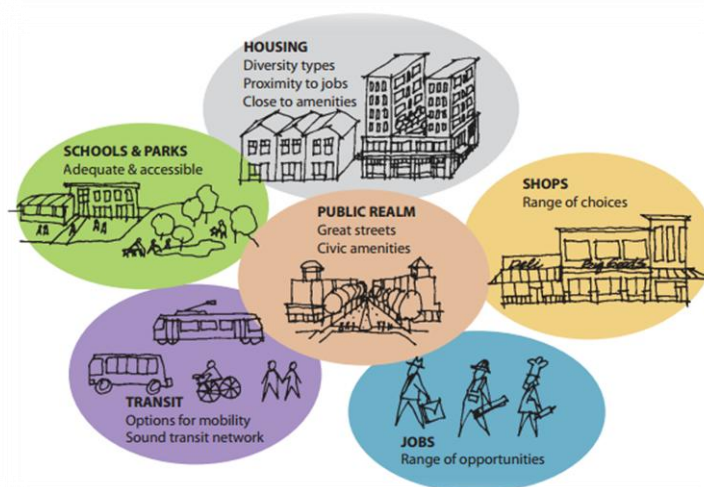 HOUSING
Diversity types
Proximity to jobs
Close to amenities
SCHOOLS & PARKS
Adequate & accessible
SHOPS
Range of choices
PUBLIC REALM
Great streets
Civic amenities
Deli
TRANSIT
Options for mobility
Sound transit network
JOBS
Range of opportunities